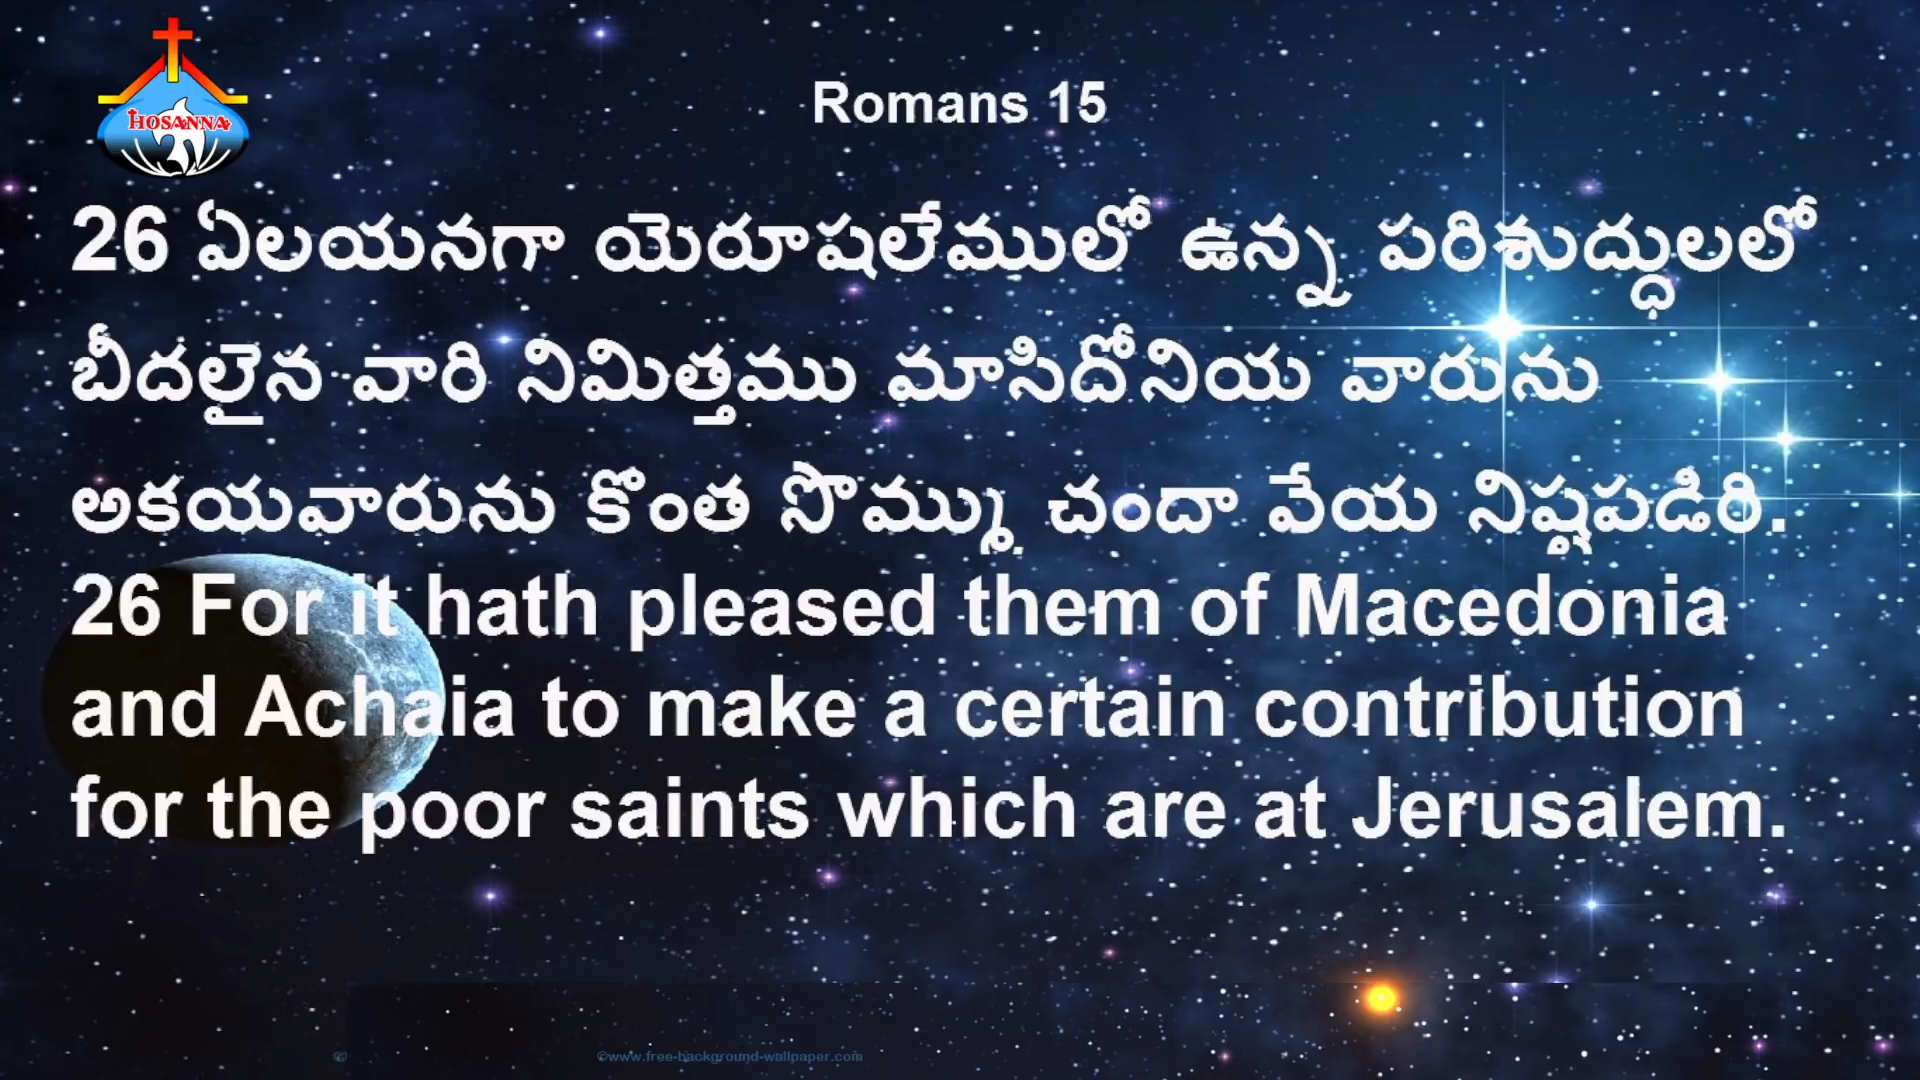 HOSANNA
Romans 15
26 ఏలయనగా యెరూషలేములో ఉన్న పరిశుద్ధులలో
బీదలైన వారి నిమిత్తము మాసిదోనియ వారును
అకయవారును కొంత సొమ్ము చందా వేయ నిష్టపడిరి.
26 For it hath pleased them of Macedonia
and Achaia to make a certain contribution
for the poor saints which are at Jerusalem.
©www.free-background-wallpaper.com